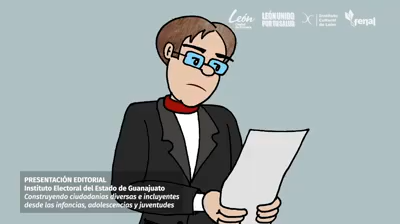 León
LEÓN UNIDO
POR TU SALUD
Instituto
Cultural
de León
fenal
PRESENTACIÓN EDITORIAL
Instituto Electoral del Estado de Guanajuato
Construyendo ciudadanías diversas e incluyentes
desde las infancias, adolescencias y juventudes